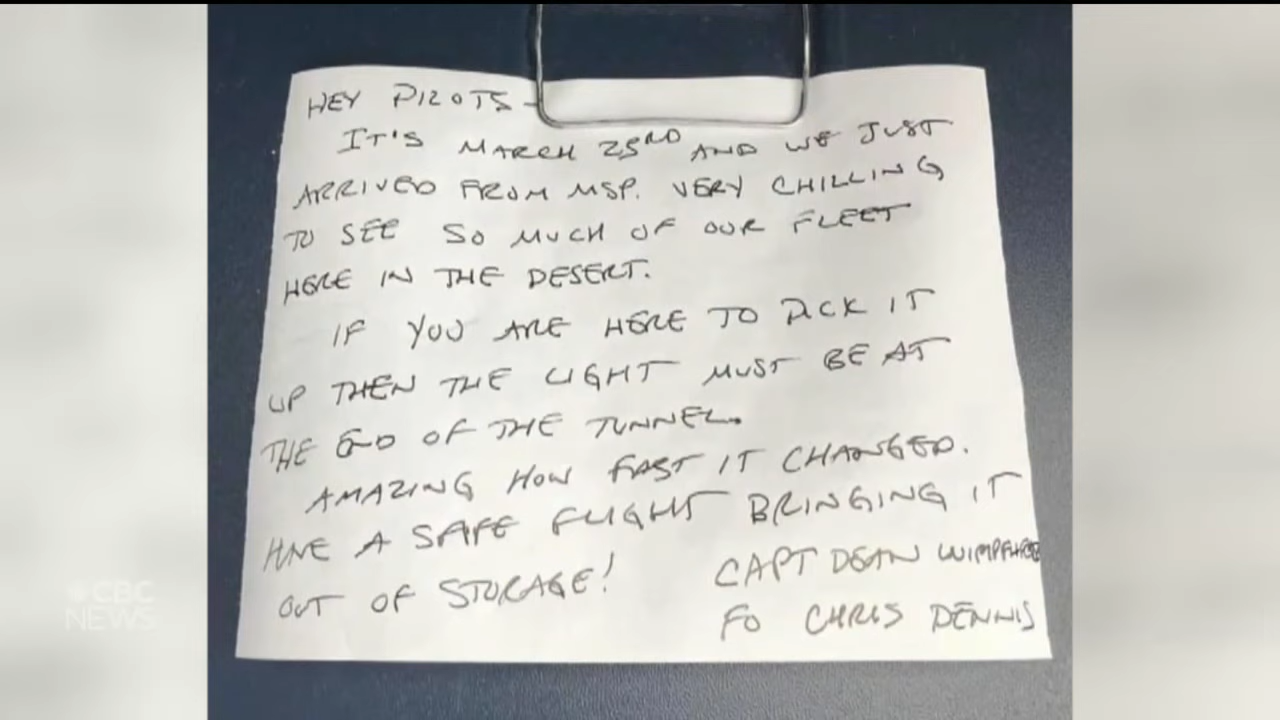 HEY PILOTS -
IT'S MARCH 23RD AND WE JUST
ARRIVED FROM MSP. VERY CHILLING
TO SEE SO MUCH OF OUR FLEET
HERE IN THE DESERT.
IF YOU ARE HERE TO PICK IT
UP THEN THE LIGHT MUST BE AT
THE END OF THE TUNNEL.
AMAZING HOW FAST IT CHANGED.
HAVE A SAFE FLIGHT BRINGING IT
OUT OF STORAGE!
CAPT DEAN
FO CHRIS DENNIS
CBC
NEWS